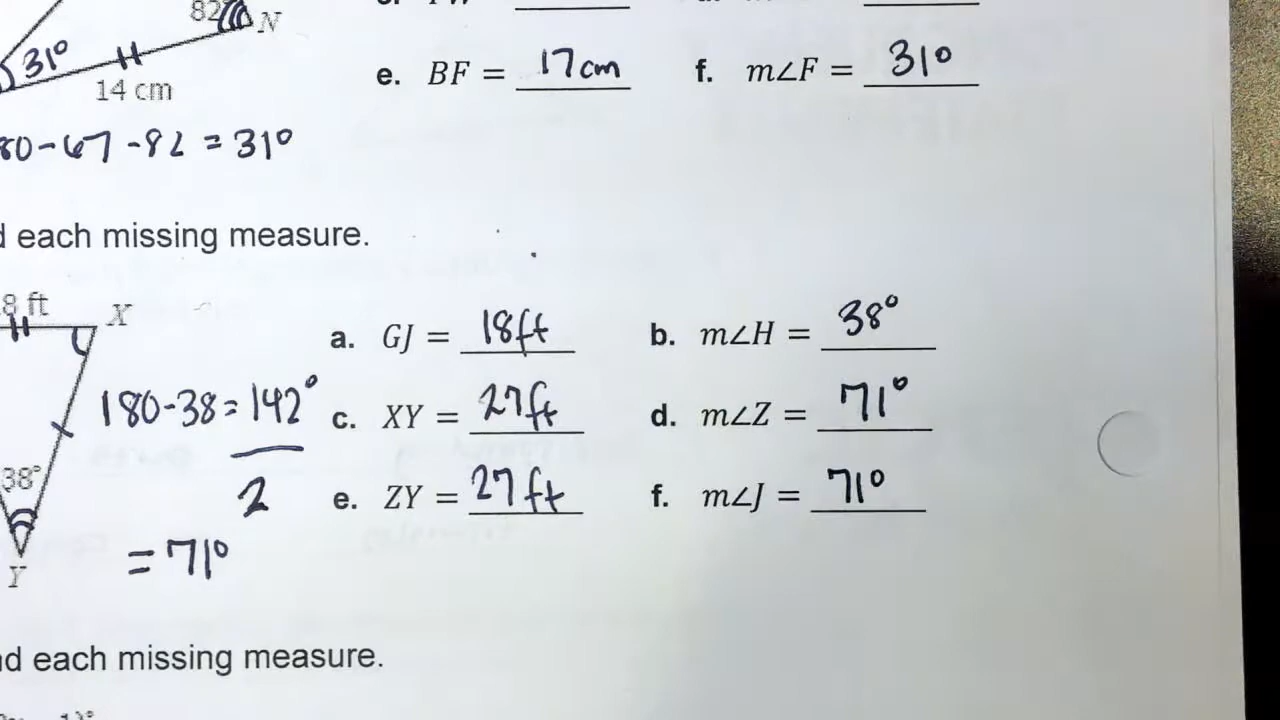 82 N
31°
14 cm
e. BF = 17cm f. m∠F = 31°
80-67-82 = 31°
each missing measure.
8 ft X
a. GJ = 18ft b. m∠H = 38°
180-38=142°
c. XY = 27ft d. m∠Z = 71°
2
38°
e. ZY = 27ft f. m∠J = 71°
= 71°
Y
each missing measure.